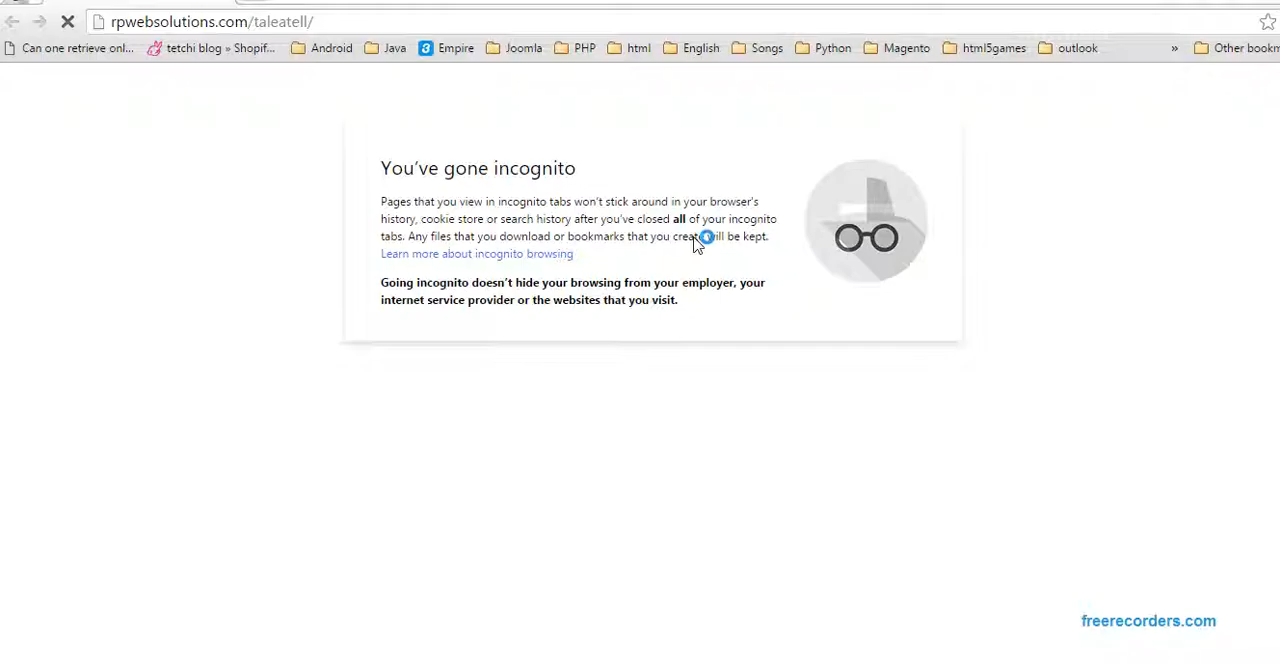 rpwebsolutions.com/taleatell/
Can one retrieve onl... tetchi blog » Shopif... Android Java 3 Empire Joomla PHP html English Songs Python Magento html5games outlook » Other bookm
You've gone incognito
Pages that you view in incognito tabs won't stick around in your browser's
history, cookie store or search history after you've closed all of your incognito
tabs. Any files that you download or bookmarks that you create will be kept.
Learn more about incognito browsing
Going incognito doesn't hide your browsing from your employer, your
internet service provider or the websites that you visit.
freerecorders.com